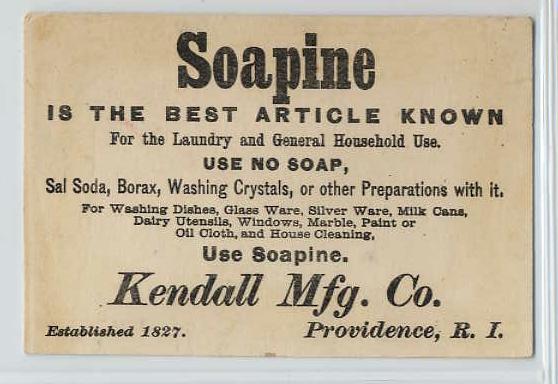 Soapine
IS THE BEST ARTICLE KNOWN
For the Laundry and General Household Use.
USE NO SOAP,
Sal Soda, Borax, Washing Crystals, or other Preparations with it.
For Washing Dishes, Glass Ware, Silver Ware, Milk Cans,
Dairy Utensils, Windows, Marble, Paint or
Oil Cloth, and House Cleaning,
Use Soapine.
Kendall Mfg. Co.
Established 1827. Providence, R. I.